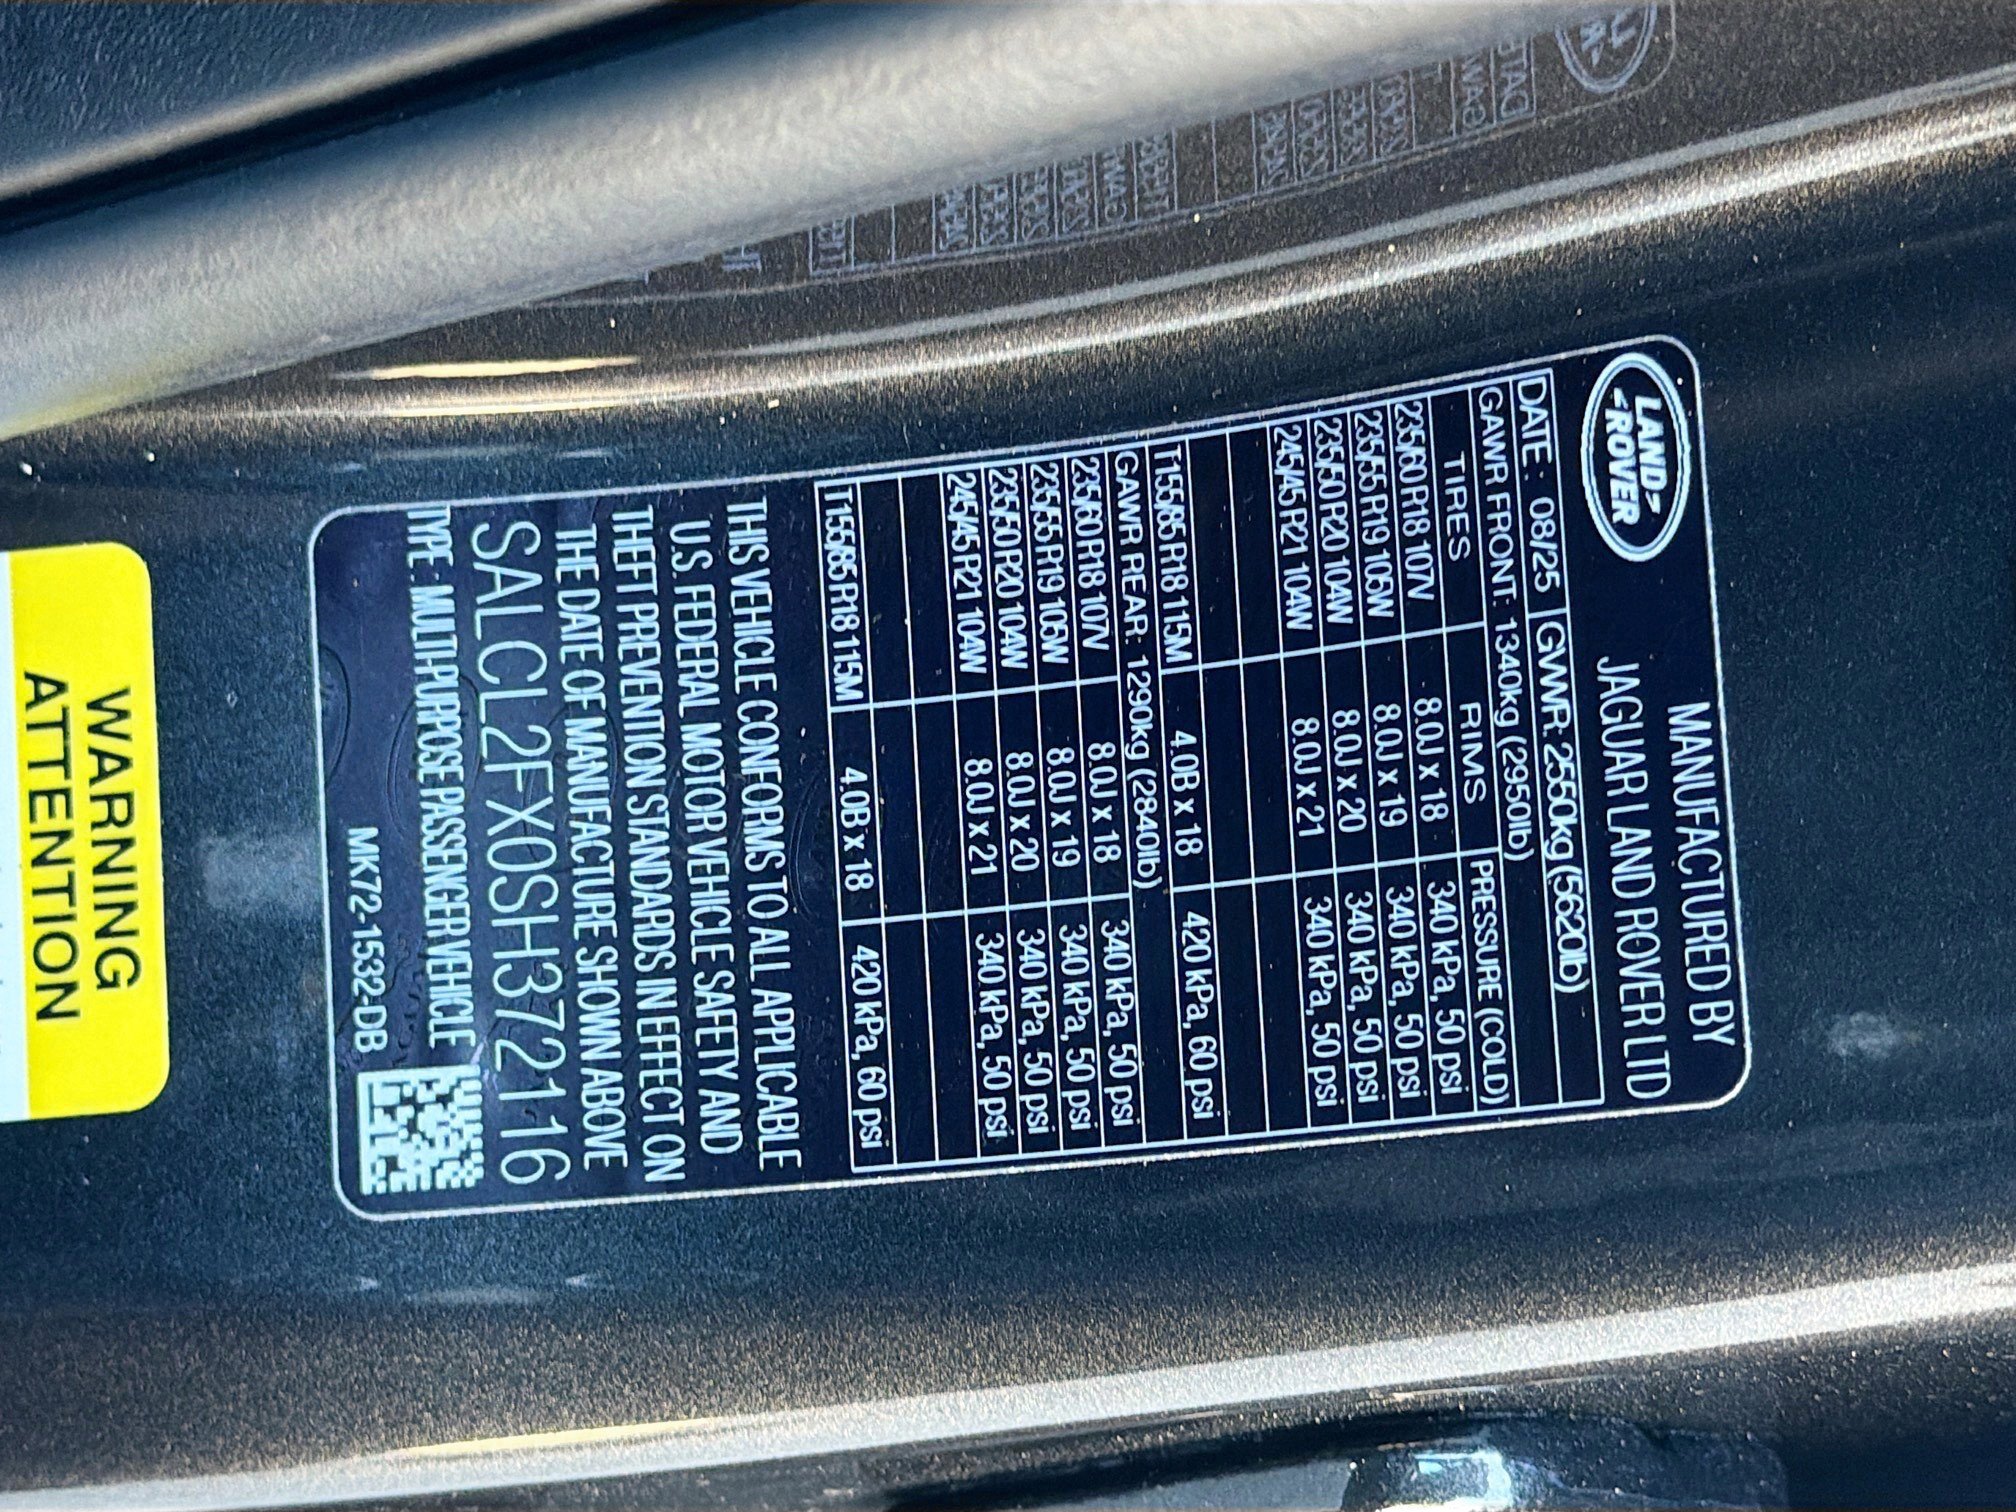 LAND
ROVER
MANUFACTURED BY
JAGUAR LAND ROVER LTD
DATE : 08/25 GVWR: 2550kg (5620lb)
GAWR FRONT: 1340kg (2950lb)
TIRES RIMS PRESSURE (COLD)
235/60 R18 107V 8.0J x 18 340 kPa, 50 psi
235/55 R19 105W 8.0J x 19 340 kPa, 50 psi
235/50 R20 104W 8.0J x 20 340 kPa, 50 psi
245/45 R21 104W 8.0J x 21 340 kPa, 50 psi
T155/85 R18 115M 4.0B x 18 420 kPa, 60 psi
GAWR REAR: 1290kg (2840lb)
235/60 R18 107V 8.0J x 18 340 kPa, 50 psi
235/55 R19 105W 8.0J x 19 340 kPa, 50 psi
235/50 R20 104W 8.0J x 20 340 kPa, 50 psi
245/45 R21 104W 8.0J x 21 340 kPa, 50 psi
T155/85 R18 115M 4.0B x 18 420 kPa, 60 psi
THIS VEHICLE CONFORMS TO ALL APPLICABLE
U.S. FEDERAL MOTOR VEHICLE SAFETY AND
THEFT PREVENTION STANDARDS IN EFFECT ON
THE DATE OF MANUFACTURE SHOWN ABOVE
SALCL2FX0SH372116
TYPE : MULTIPURPOSE PASSENGER VEHICLE
MK72-1532-DB
WARNING
ATTENTION